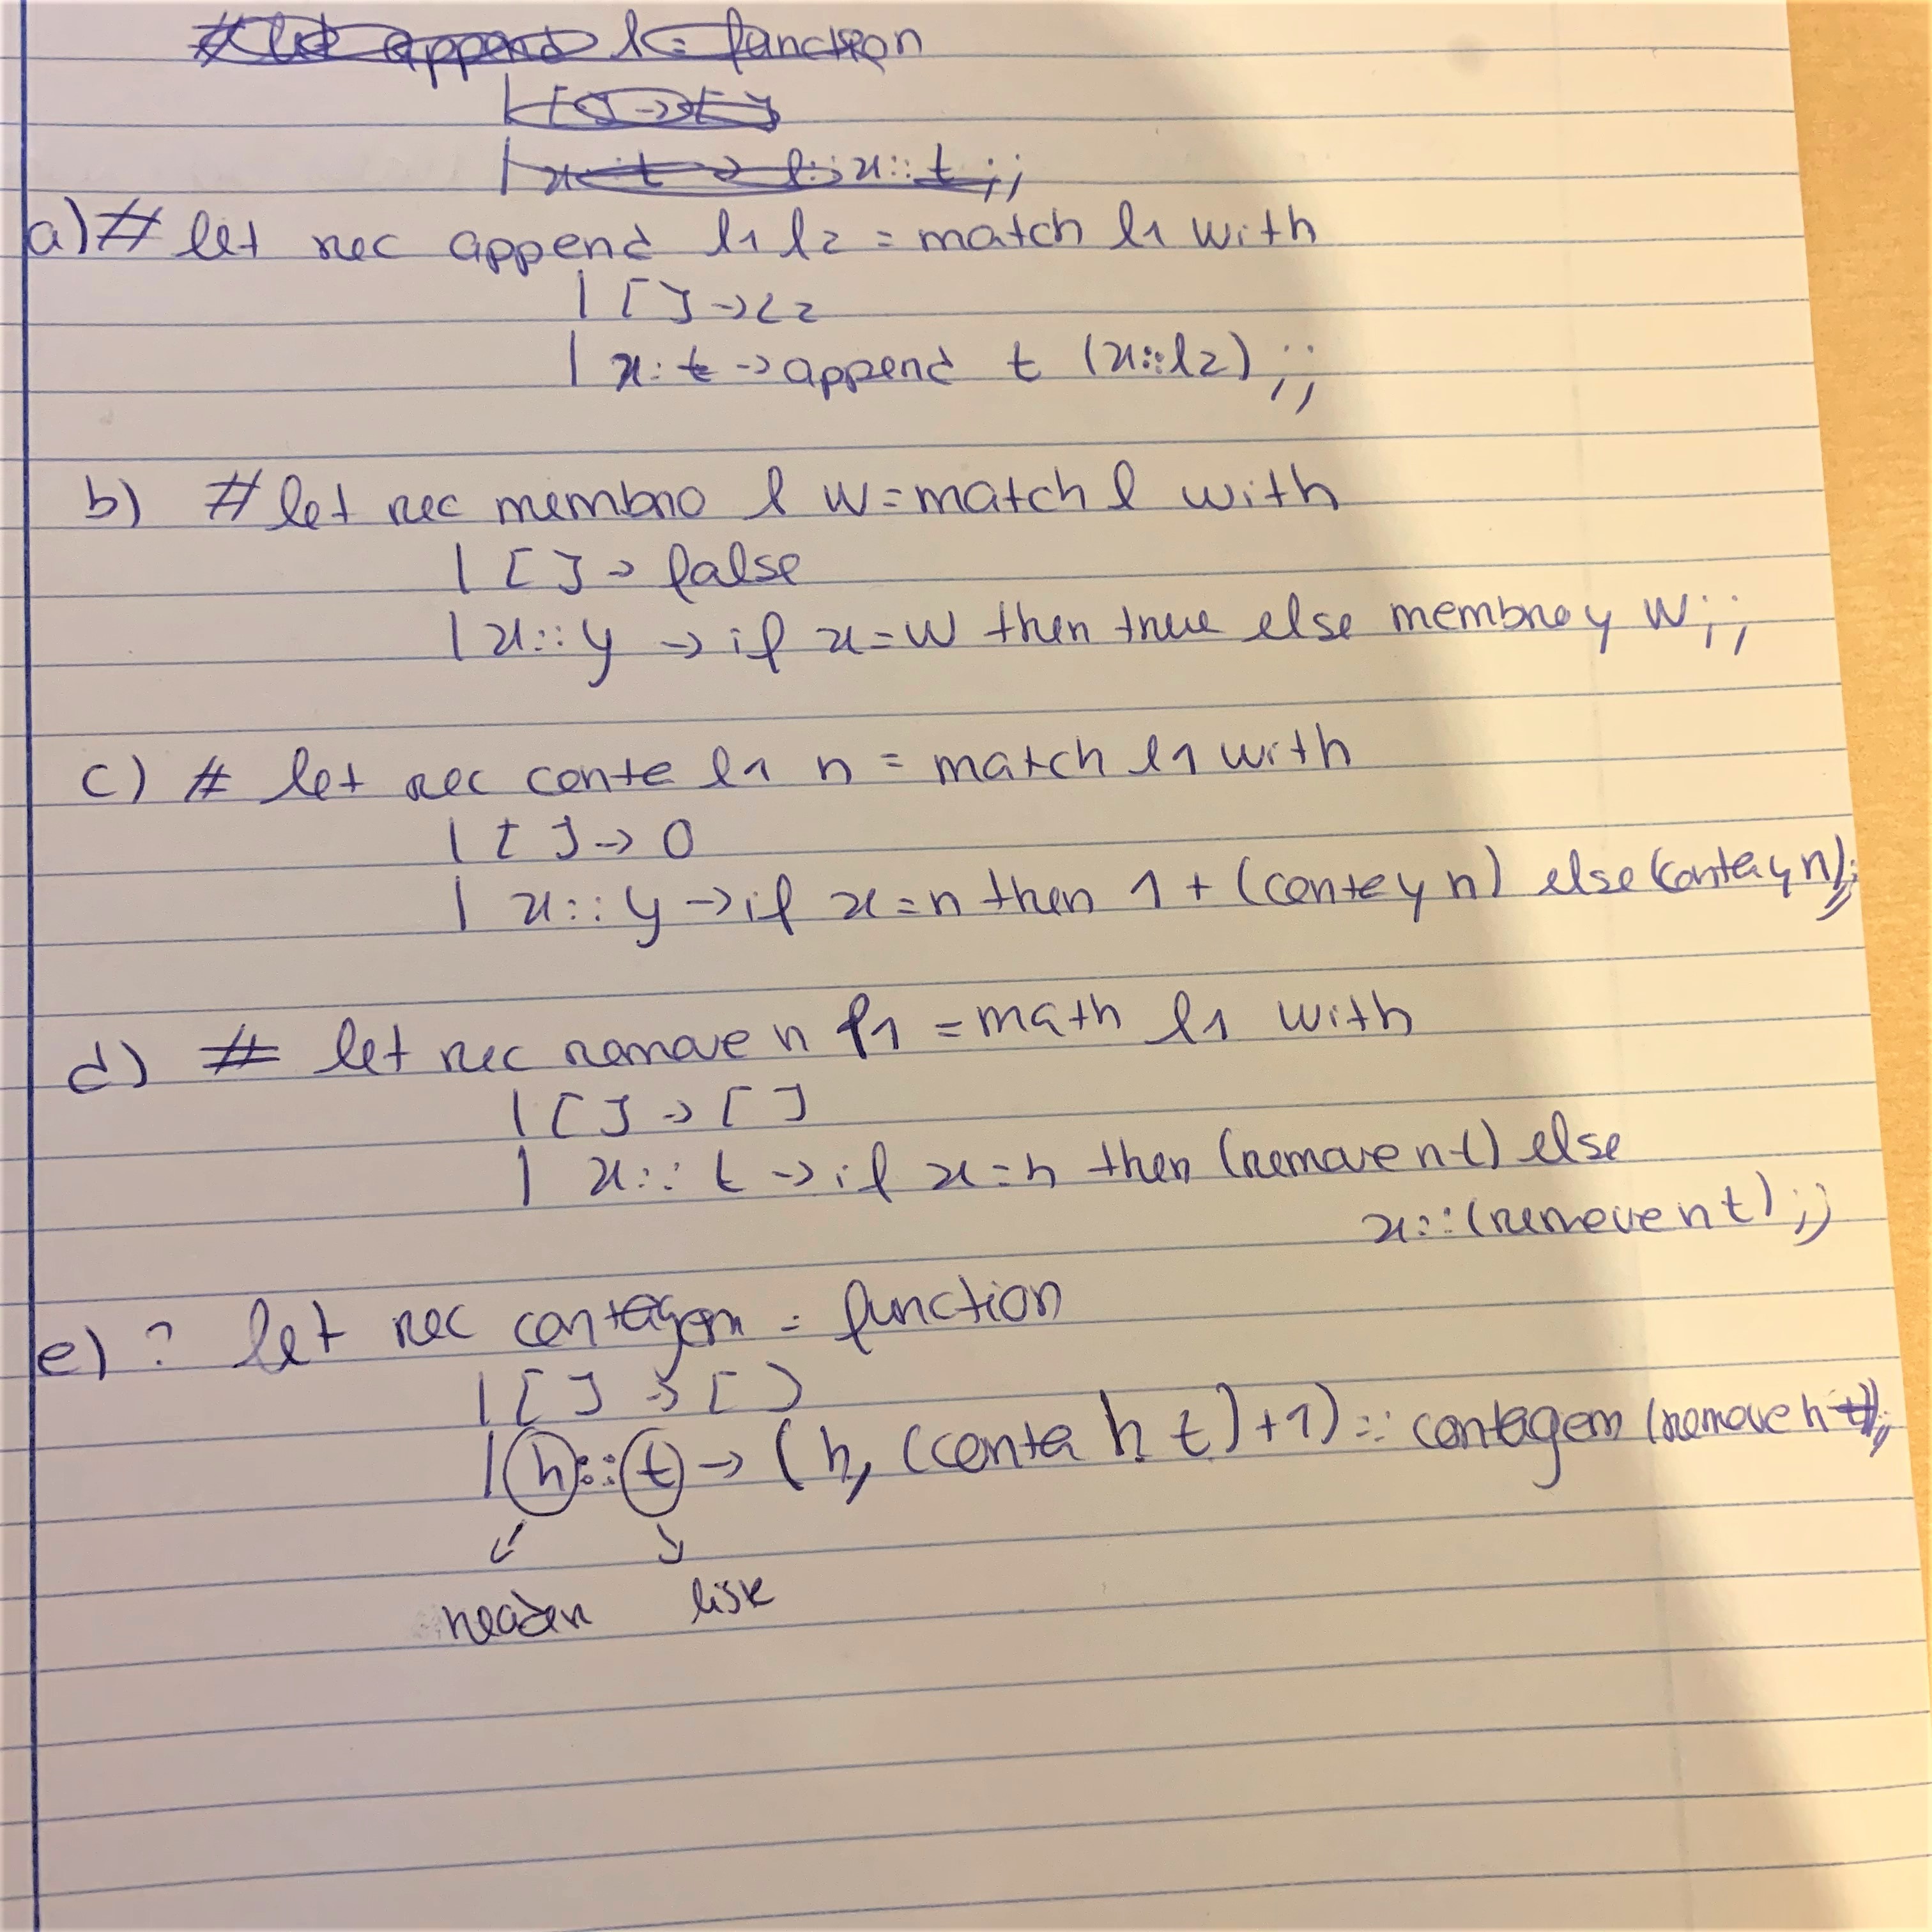 #let append l = function
| [] -> []
| x::t -> l::x::t;;
a) # let rec append l1 l2 = match l1 with
| [] -> l2
| x::t -> append t (x::l2);;
b) # let rec membro l w = match l with
| [] -> false
| x::y -> if x=w then true else membro y w;;
c) # let rec conta l1 n = match l1 with
| [] -> 0
| x::y -> if x=n then 1 + (conta y n) else (conta y n);;
d) # let rec remove n l1 = math l1 with
| [] -> []
| x::t -> if x=n then (remove n t) else
x::(remove n t);;
e) ? let rec contagem = function
| [] -> []
| h::t -> (h, (conta h t)+1)::contagem (remove h t);;
header list